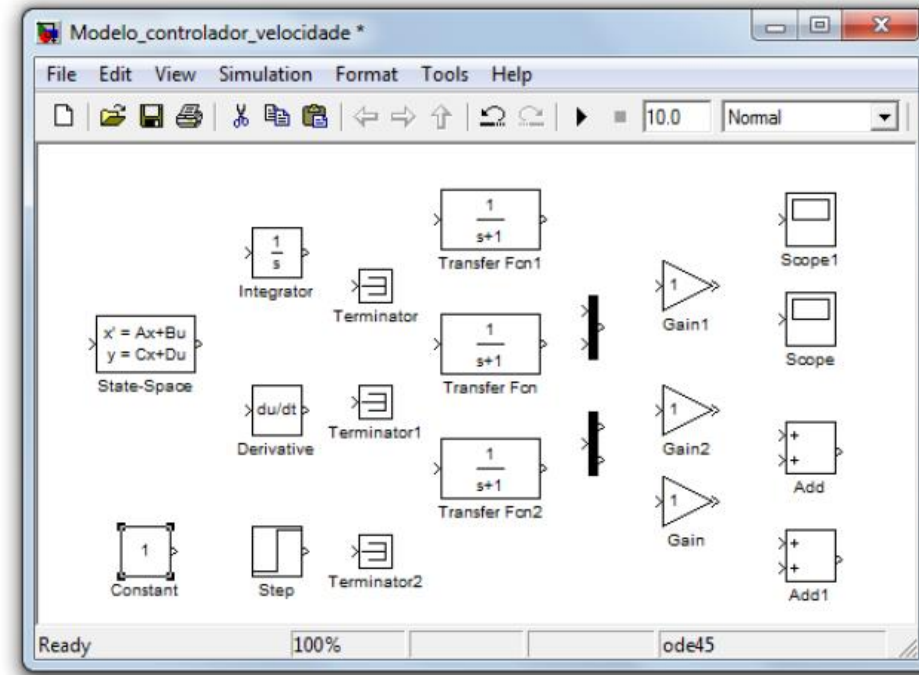 Modelo_controlador_velocidade *
File Edit View Simulation Format Tools Help
10.0 Normal
1
s+1
Transfer Fcn1
Scope1
1
s
Integrator
Terminator
1
Gain1
x' = Ax+Bu
y = Cx+Du
State-Space
1
s+1
Transfer Fcn
Scope
du/dt
Derivative
Terminator1
1
Gain2
+
+
Add
1
s+1
Transfer Fcn2
1
Gain
1
Constant
Step
Terminator2
+
+
Add1
Ready 100% ode45